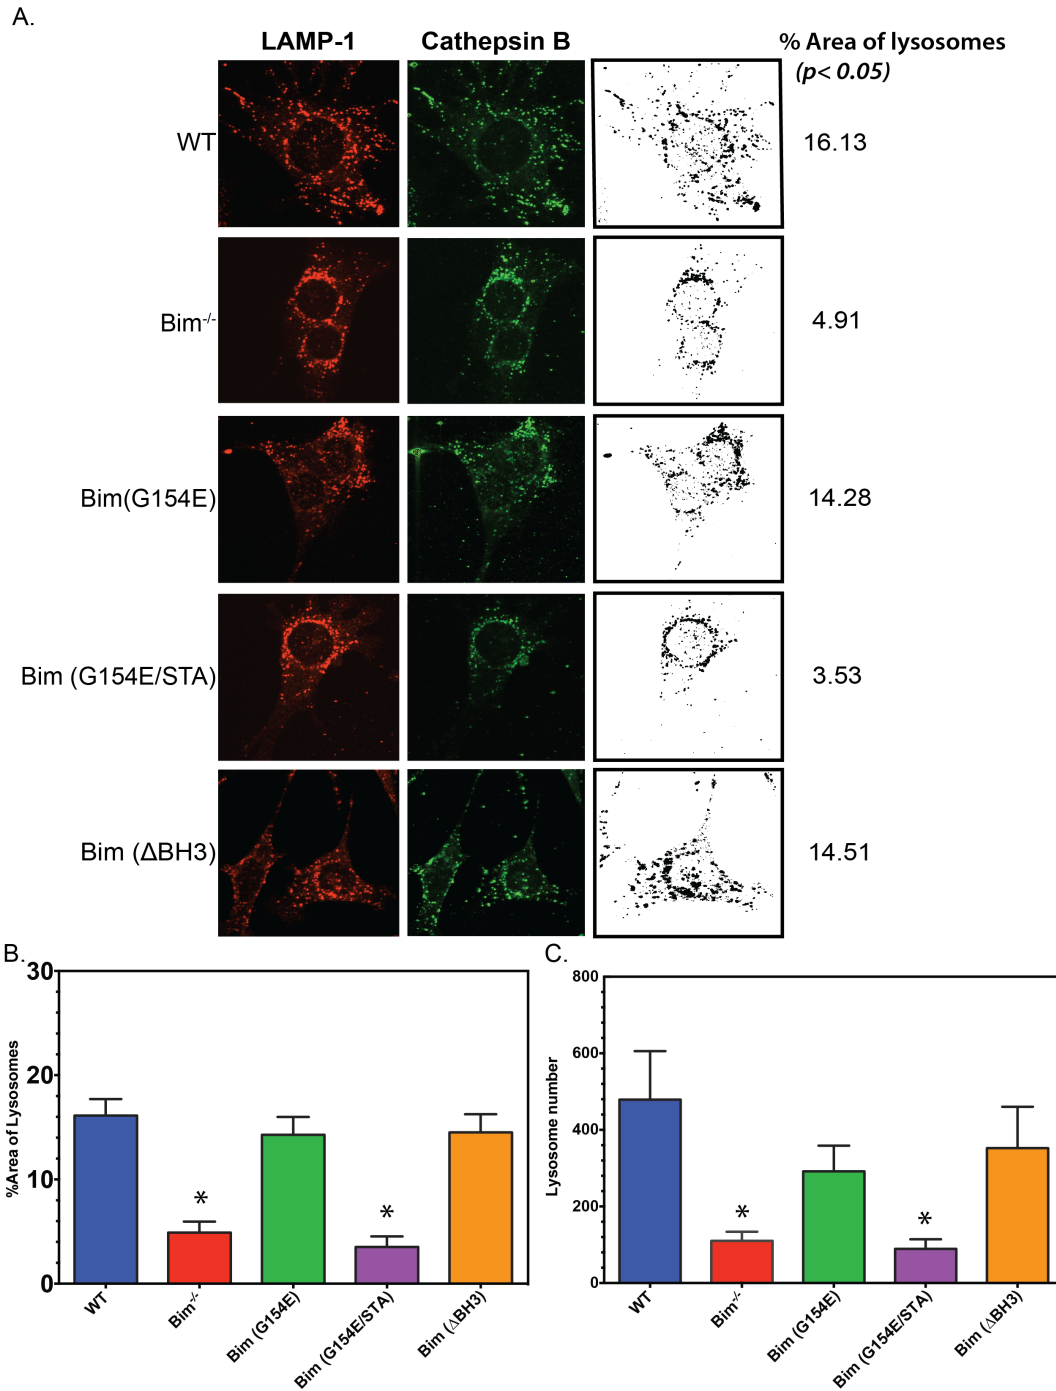 A.
LAMP-1 Cathepsin B % Area of lysosomes
(p< 0.05)
WT 16.13
Bim-/- 4.91
Bim(G154E) 14.28
Bim (G154E/STA) 3.53
Bim (ΔBH3) 14.51
B.
%Area of Lysosomes
30
20
10
0
*
*
WT
Bim-/-
Bim (G154E)
Bim (G154E/STA)
Bim (ΔBH3)
C.
Lysosome number
800
600
400
200
0
*
*
WT
Bim-/-
Bim (G154E)
Bim (G154E/STA)
Bim (ΔBH3)